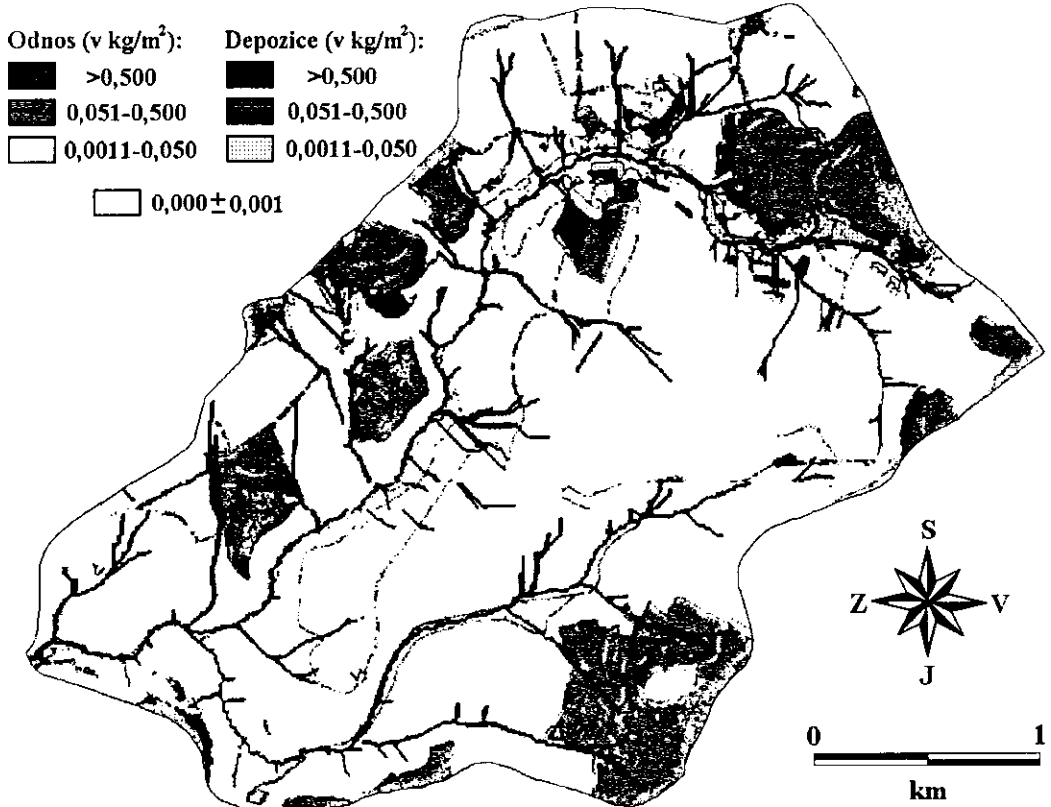 Odnos (v kg/m²): Depozice (v kg/m²):
>0,500 >0,500
0,051-0,500 0,051-0,500
0,0011-0,050 0,0011-0,050
0,000 ± 0,001
S
Z V
J
0 1
km